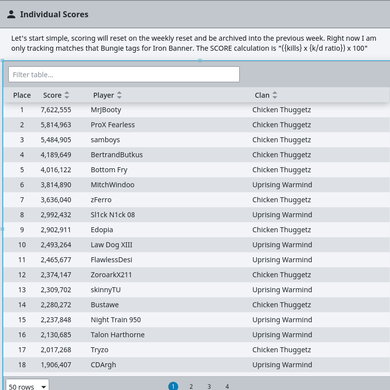 Individual Scores
Let's start simple, scoring will reset on the weekly reset and be archived into the previous week. Right now I am
only tracking matches that Bungie tags for Iron Banner. The SCORE calculation is "((kills) x (k/d ratio)) x 100"
Filter table...
Place Score Player Clan
1 7,622,555 MrJBooty Chicken Thuggetz
2 5,814,963 ProX Fearless Chicken Thuggetz
3 5,484,905 samboys Chicken Thuggetz
4 4,189,649 BertrandButkus Chicken Thuggetz
5 4,016,122 Bottom Fry Chicken Thuggetz
6 3,814,890 MitchWindoo Uprising Warmind
7 3,636,040 zFerro Chicken Thuggetz
8 2,992,432 Sl1ck N1ck 08 Uprising Warmind
9 2,902,911 Edopia Chicken Thuggetz
10 2,493,264 Law Dog XIII Uprising Warmind
11 2,465,677 FlawlessDesi Uprising Warmind
12 2,374,147 ZoroarkX211 Chicken Thuggetz
13 2,309,702 skinnyTU Uprising Warmind
14 2,280,272 Bustawe Chicken Thuggetz
15 2,237,848 Night Train 950 Uprising Warmind
16 2,130,685 Talon Harthorne Uprising Warmind
17 2,017,268 Tryzo Chicken Thuggetz
18 1,906,407 CDArgh Uprising Warmind
50 rows 1 2 3 4